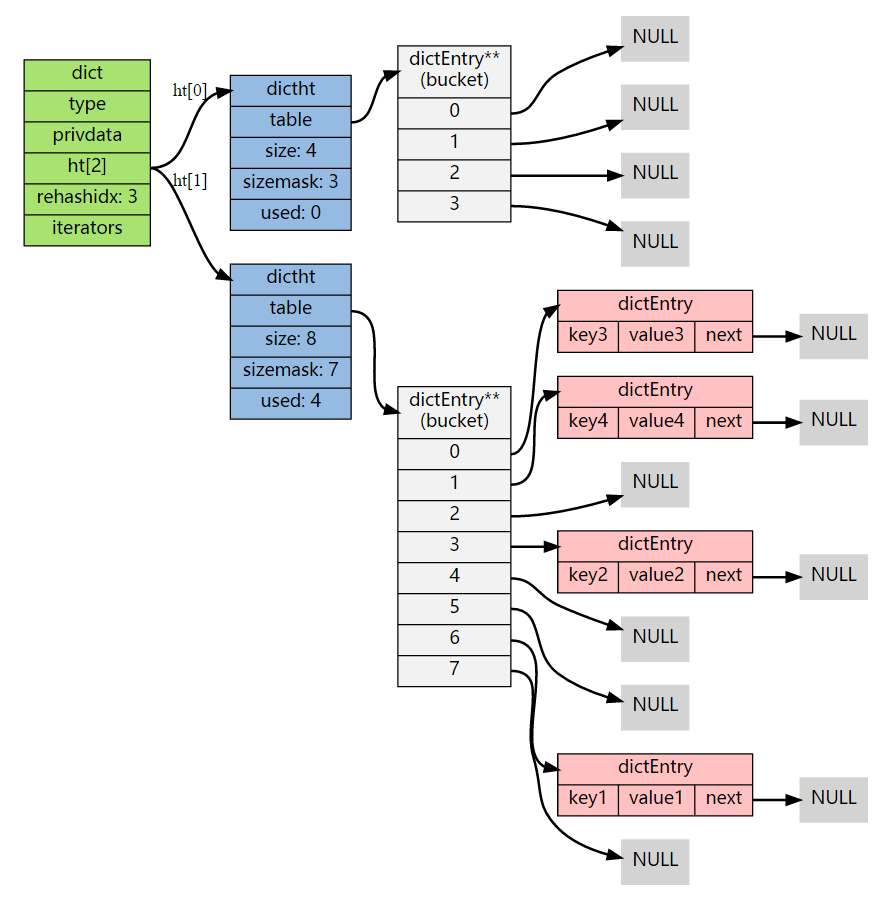 dict
type
privdata
ht[2]
rehashidx: 3
iterators
ht[0]
ht[1]
dictht
table
size: 4
sizemask: 3
used: 0
dictEntry**
(bucket)
0
1
2
3
NULL
NULL
NULL
NULL
dictht
table
size: 8
sizemask: 7
used: 4
dictEntry**
(bucket)
0
1
2
3
4
5
6
7
dictEntry
key3 value3 next
NULL
dictEntry
key4 value4 next
NULL
NULL
dictEntry
key2 value2 next
NULL
NULL
NULL
dictEntry
key1 value1 next
NULL
NULL